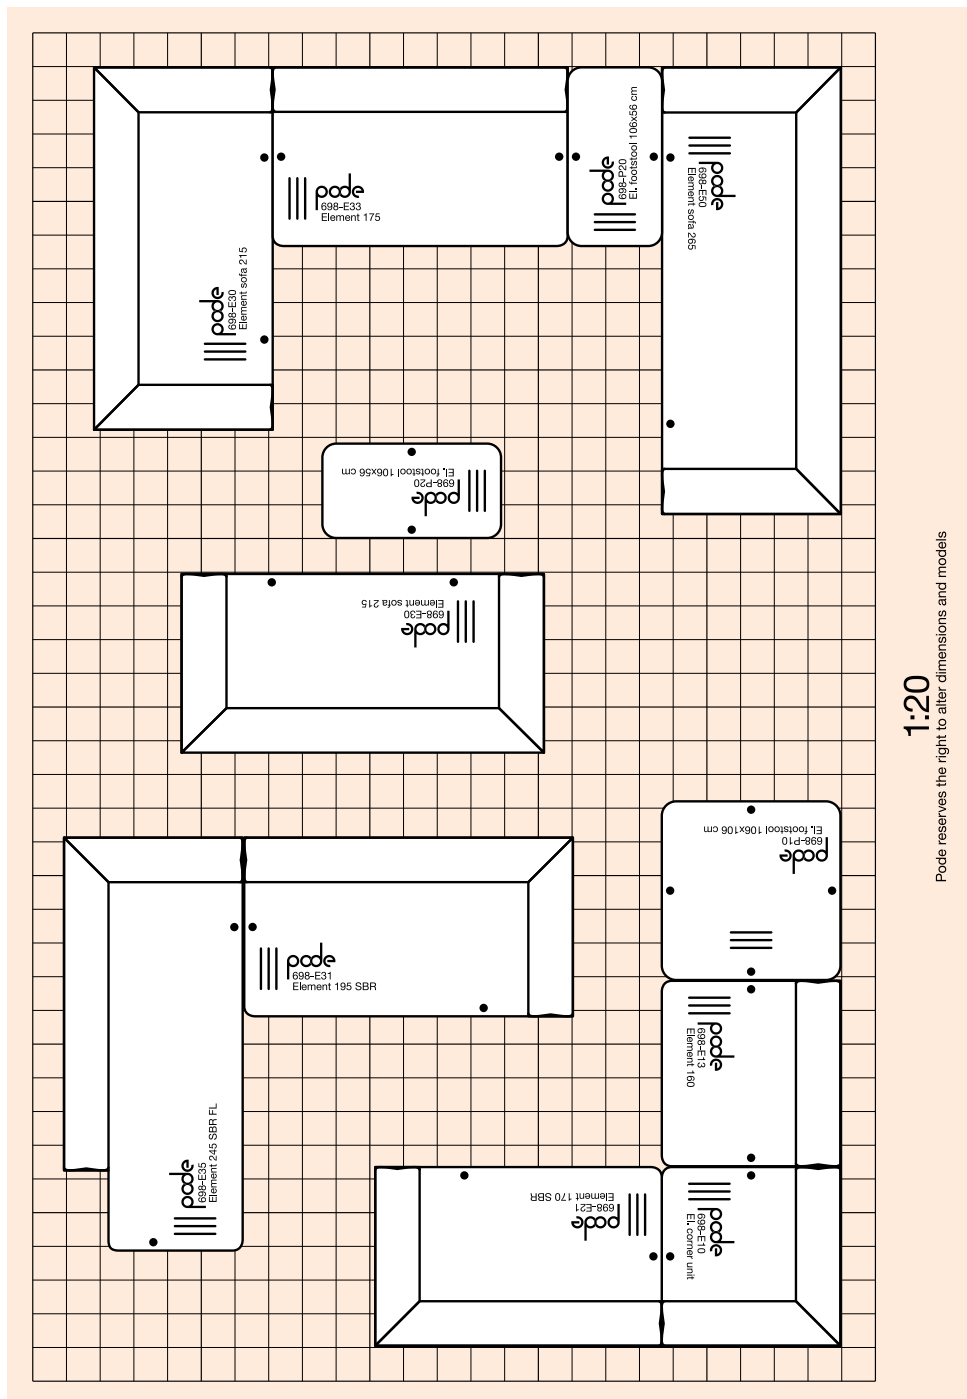 pode
698-E30
Element sofa 215
pode
698-E33
Element 175
pode
698-P20
El. footstool 106x56 cm
pode
698-E50
Element sofa 265
pode
698-P20
El. footstool 106x56 cm
pode
698-E30
Element sofa 215
pode
698-E35
Element 245 SBR FL
pode
698-E31
Element 195 SBR
pode
698-P10
El. footstool 106x106 cm
pode
698-E13
Element 160
pode
698-E21
Element 170 SBR
pode
698-E10
El. corner unit
1:20
Pode reserves the right to alter dimensions and models